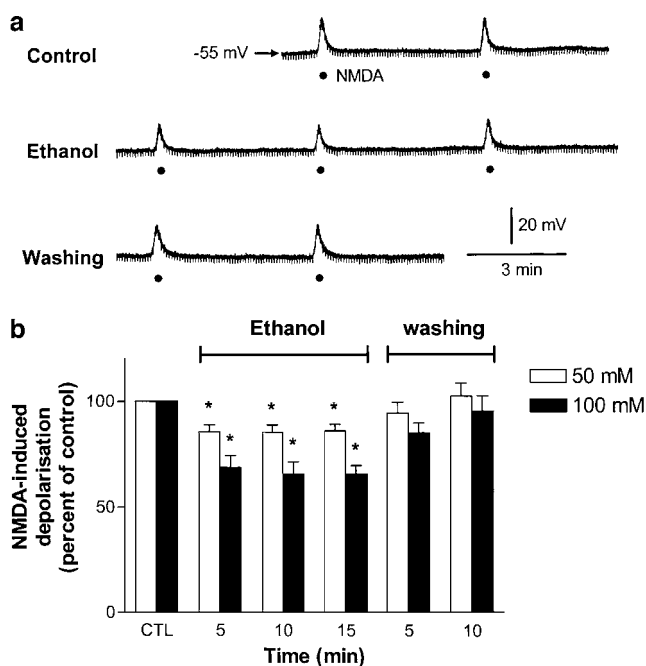 a
Control
-55 mV
NMDA
Ethanol
Washing
20 mV
3 min
b
Ethanol
washing
50 mM
100 mM
NMDA-induced
depolarisation
(percent of control)
100
50
0
* * *
* * *
CTL 5 10 15 5 10
Time (min)